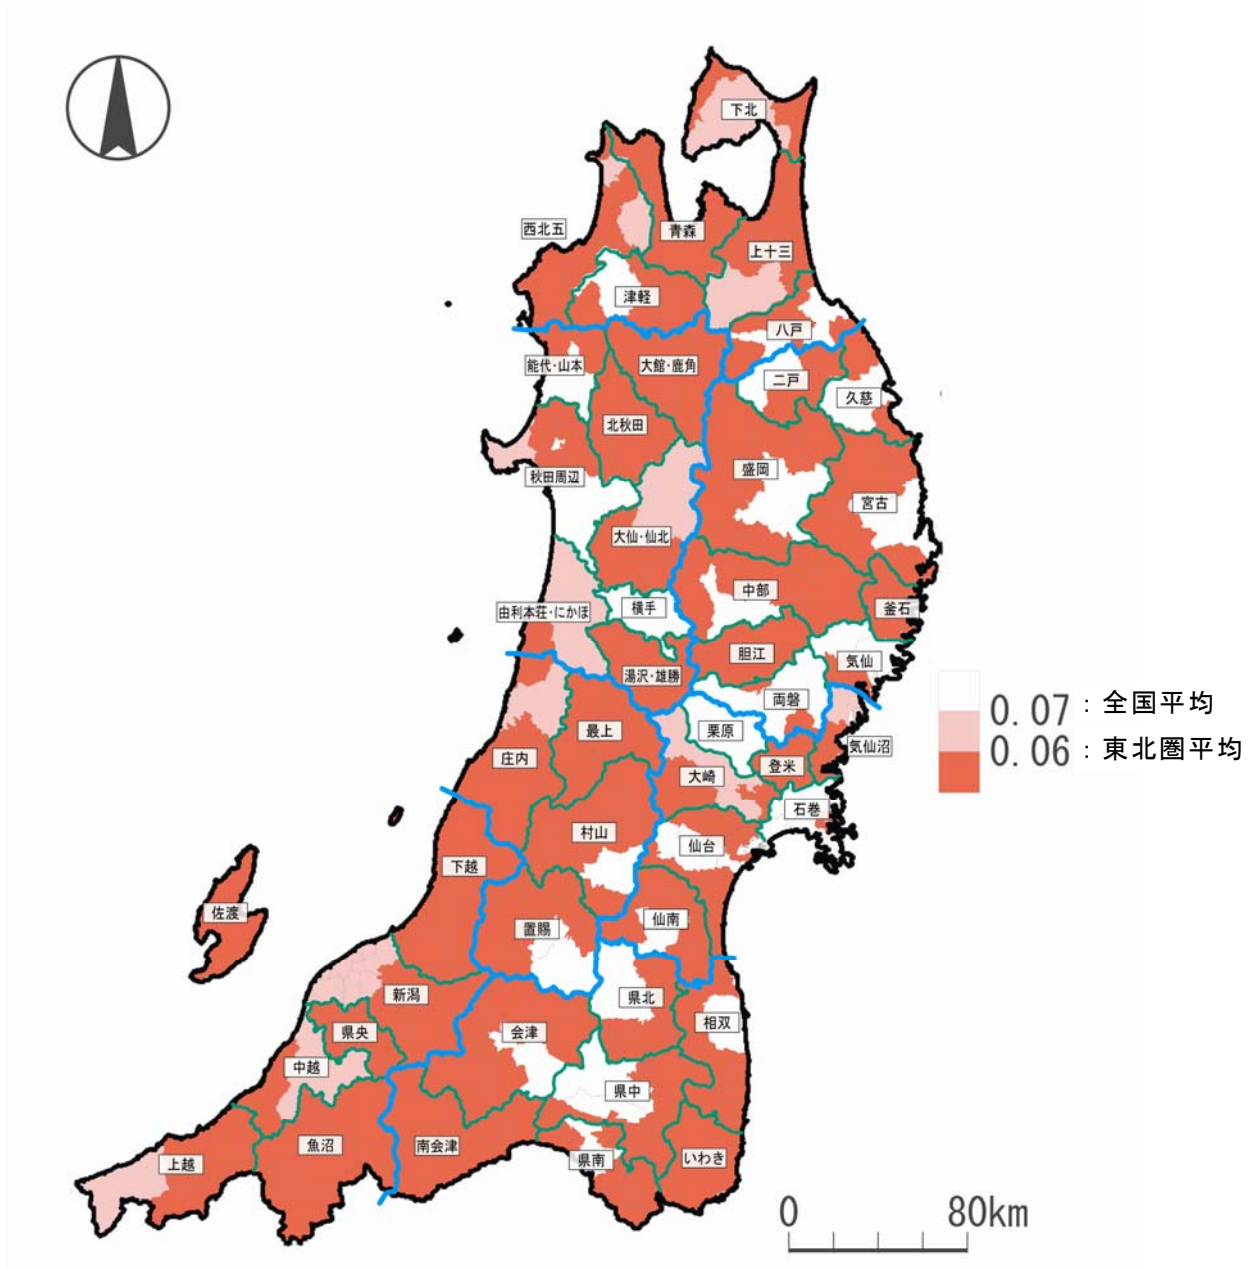 下北
西北五
青森
上十三
津軽
八戸
能代・山本
大館・鹿角
二戸
久慈
北秋田
秋田周辺
盛岡
宮古
大仙・仙北
中部
由利本荘・にかほ
横手
釜石
胆江
気仙
湯沢・雄勝
両磐
0.07 : 全国平均
0.06 : 東北圏平均
最上
栗原
庄内
気仙沼
大崎
登米
石巻
村山
仙台
下越
佐渡
置賜
仙南
新潟
県北
県央
会津
相双
中越
県中
魚沼
南会津
上越
県南
いわき
0 80km